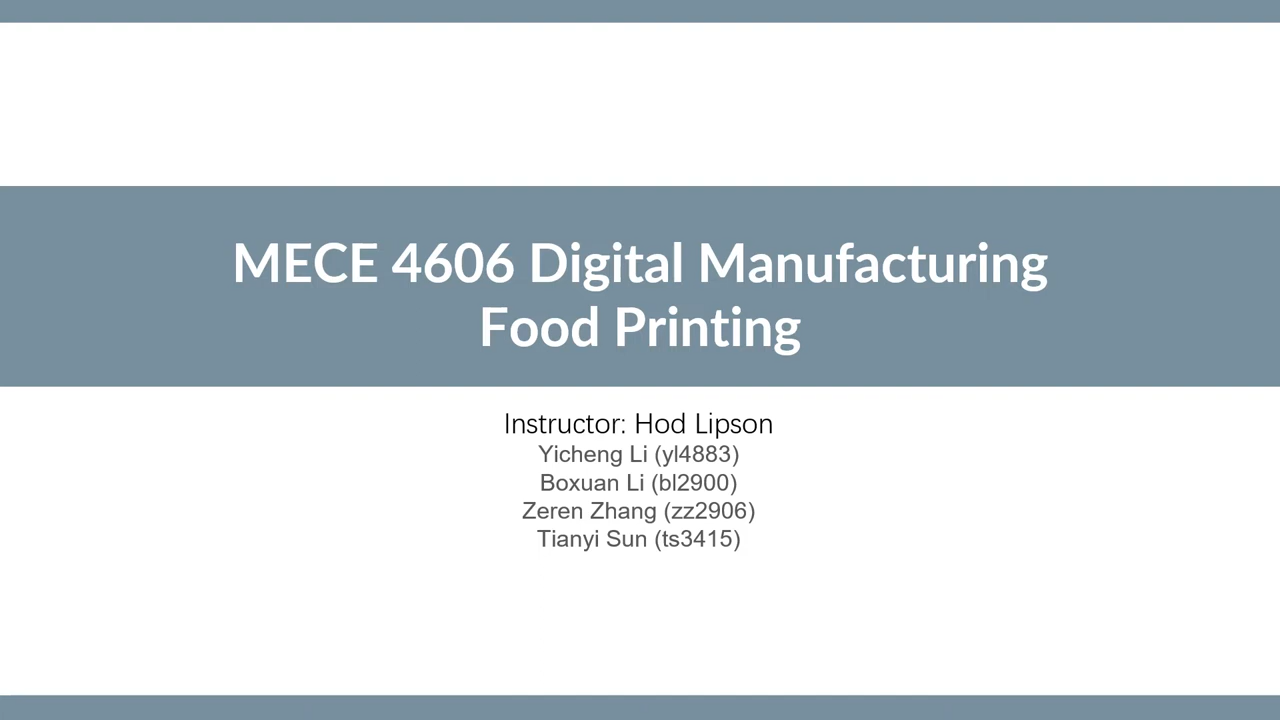 MECE 4606 Digital Manufacturing
Food Printing
Instructor: Hod Lipson
Yicheng Li (yl4883)
Boxuan Li (bl2900)
Zeren Zhang (zz2906)
Tianyi Sun (ts3415)